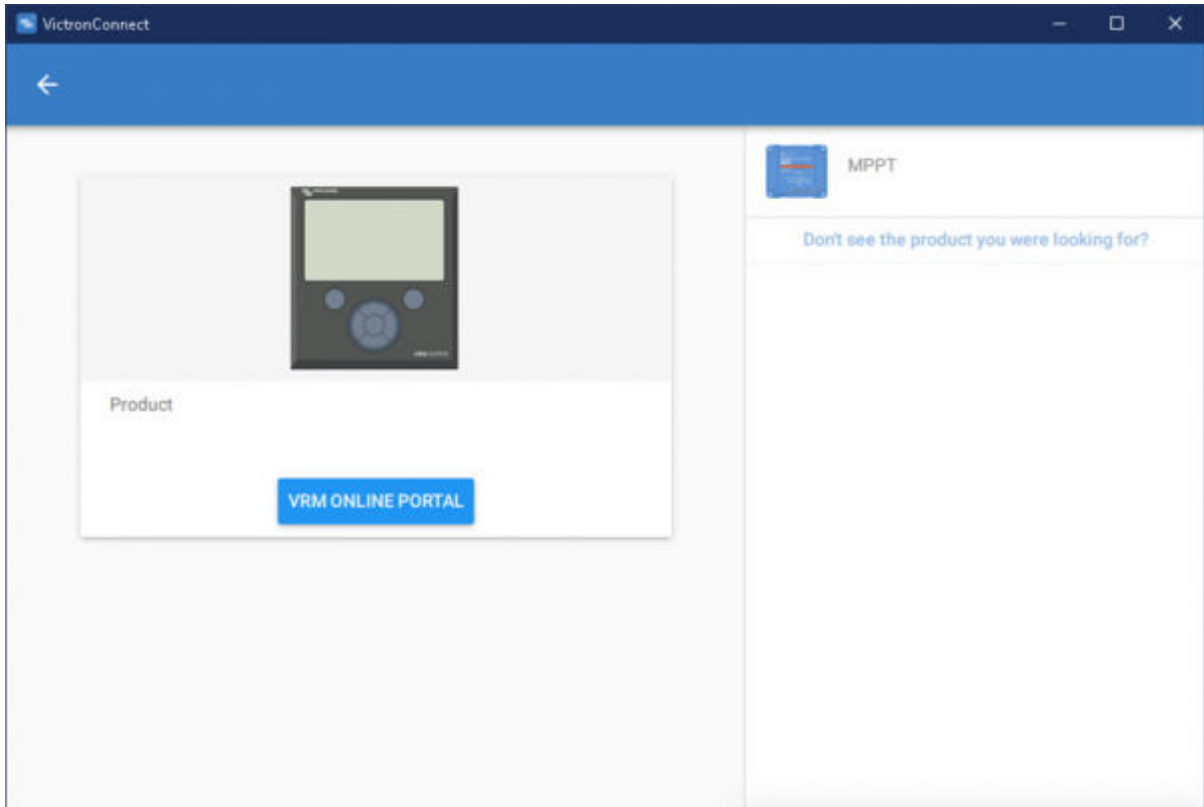 VictronConnect
MPPT
Don't see the product you were looking for?
Product
VRM ONLINE PORTAL